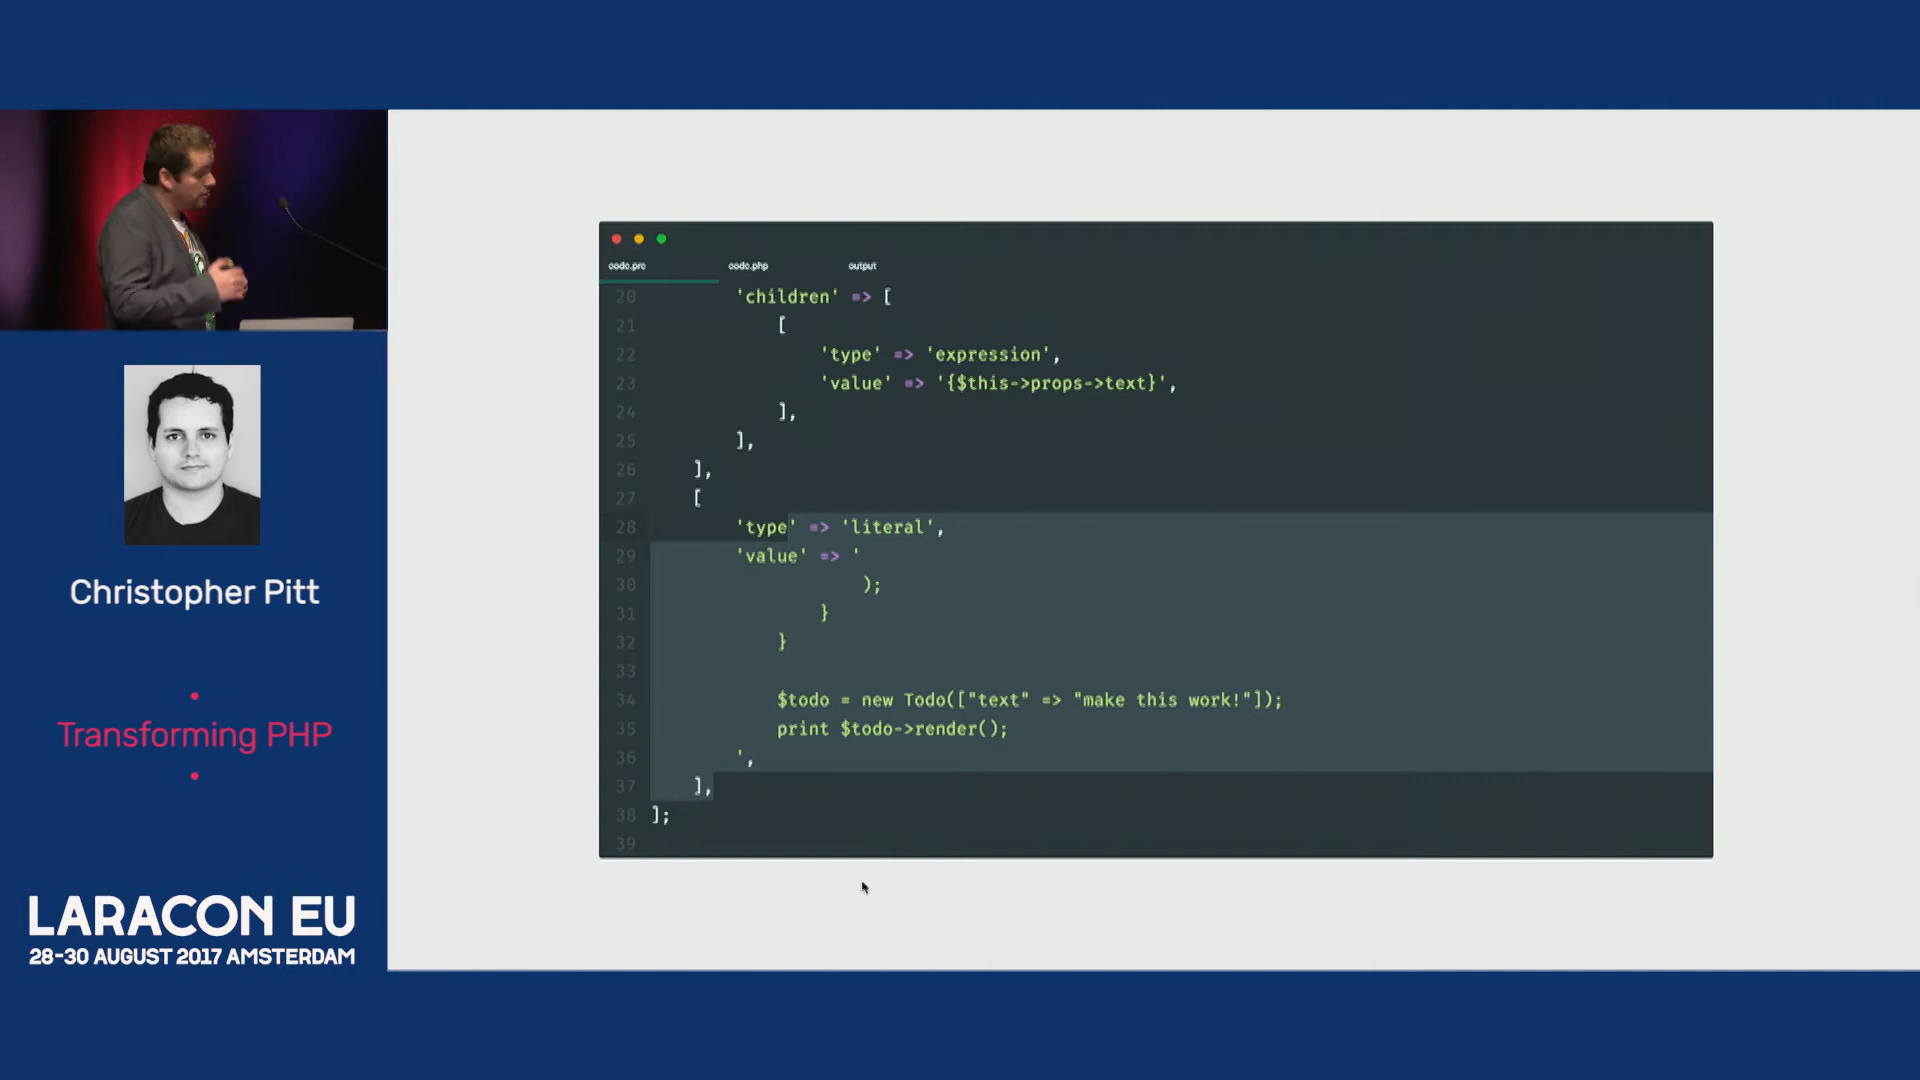 code.pre code.php output
20 'children' => [
21 [
22 'type' => 'expression',
23 'value' => '{$this->props->text}',
24 ],
25 ],
26 ],
27 [
28 'type' => 'literal',
29 'value' => '
30 );
31 }
32 }
33
34 $todo = new Todo(["text" => "make this work!"]);
35 print $todo->render();
36 ',
37 ],
38 ];
39
Christopher Pitt
Transforming PHP
LARACON EU
28-30 AUGUST 2017 AMSTERDAM